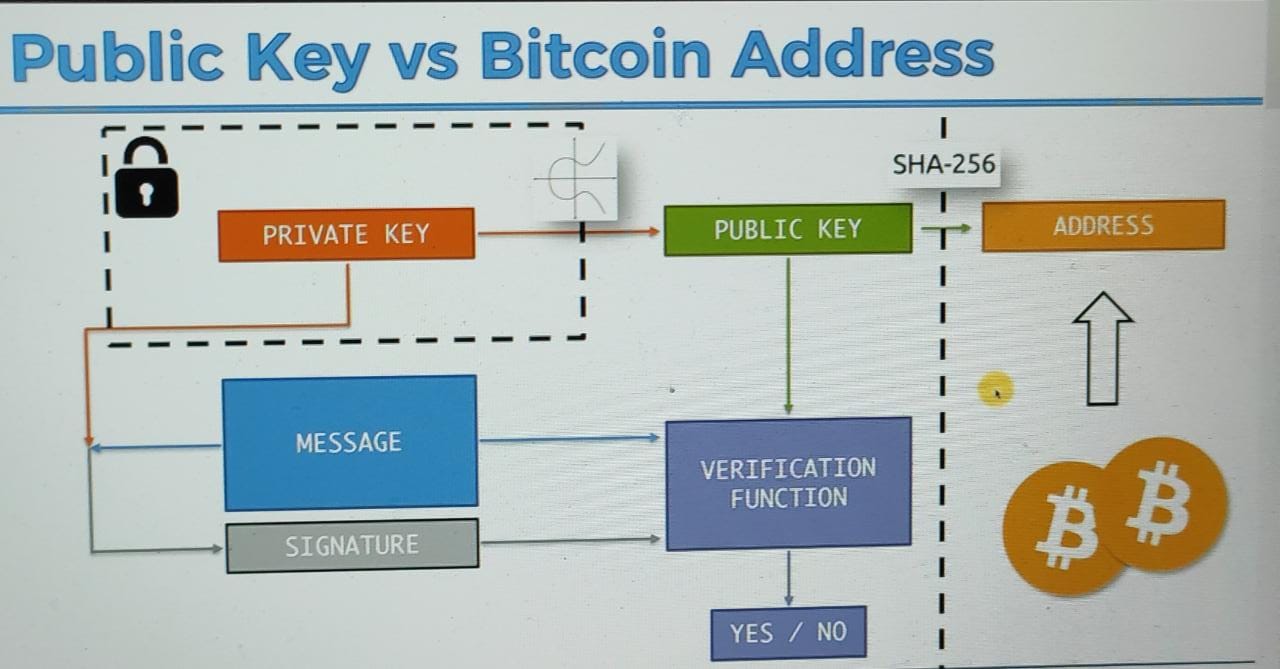 Public Key vs Bitcoin Address
SHA-256
PRIVATE KEY
PUBLIC KEY
ADDRESS
MESSAGE
VERIFICATION
FUNCTION
SIGNATURE
YES / NO